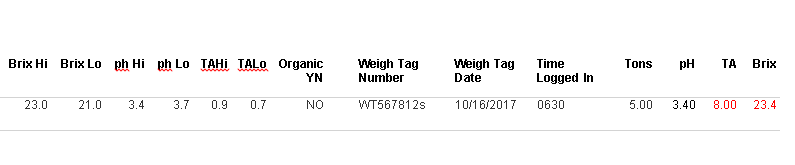 Brix Hi Brix Lo ph Hi ph Lo TAHi TALo Organic YN Weigh Tag Number Weigh Tag Date Time Logged In Tons pH TA Brix
23.0 21.0 3.4 3.7 0.9 0.7 NO WT567812s 10/16/2017 0630 5.00 3.40 8.00 23.4